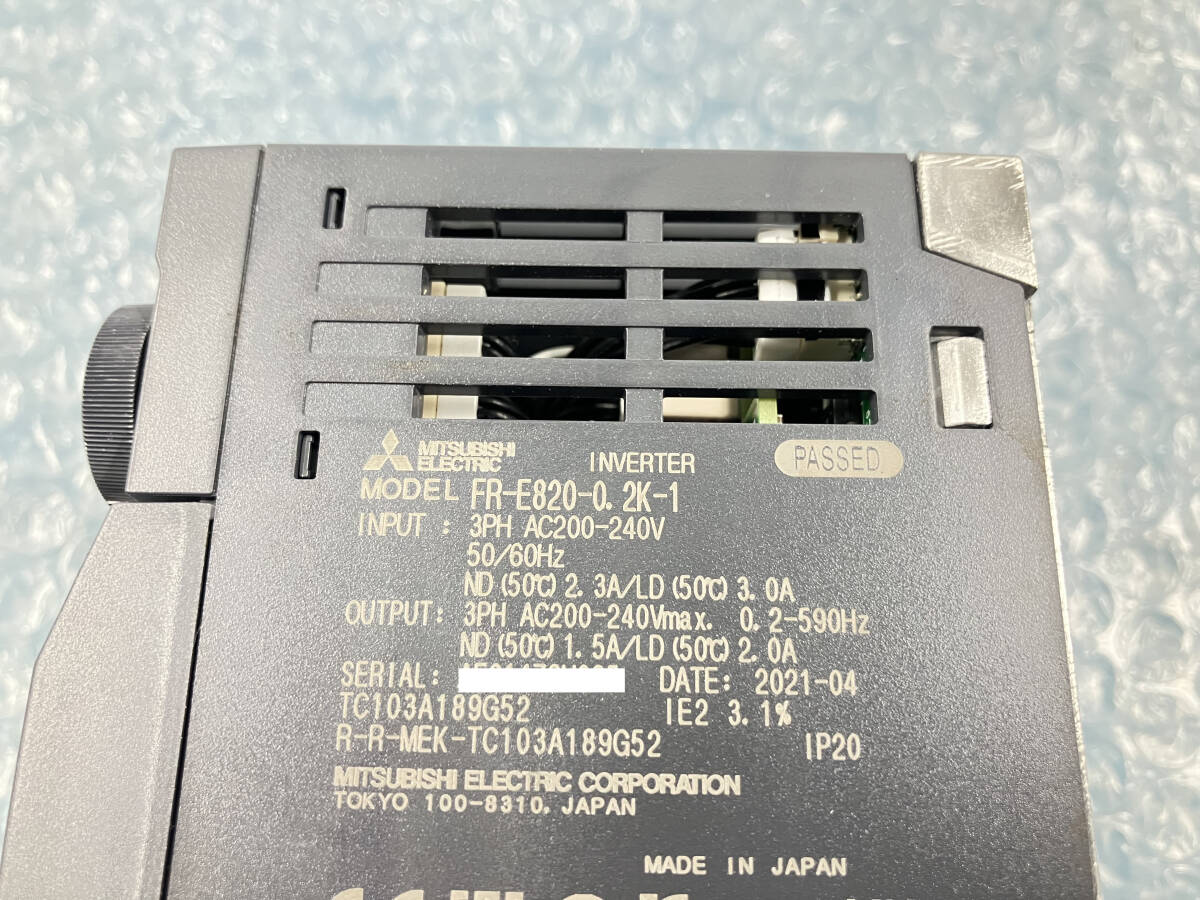 MITSUBISHI
ELECTRIC
INVERTER
PASSED
MODEL FR-E820-0.2K-1
INPUT : 3PH AC200-240V
50/60Hz
ND(50℃)2.3A/LD(50℃)3.0A
OUTPUT: 3PH AC200-240Vmax. 0.2-590Hz
ND(50℃)1.5A/LD(50℃)2.0A
SERIAL: DATE: 2021-04
TC103A189G52 IE2 3.1%
R-R-MEK-TC103A189G52 IP20
MITSUBISHI ELECTRIC CORPORATION
TOKYO 100-8310, JAPAN
MADE IN JAPAN